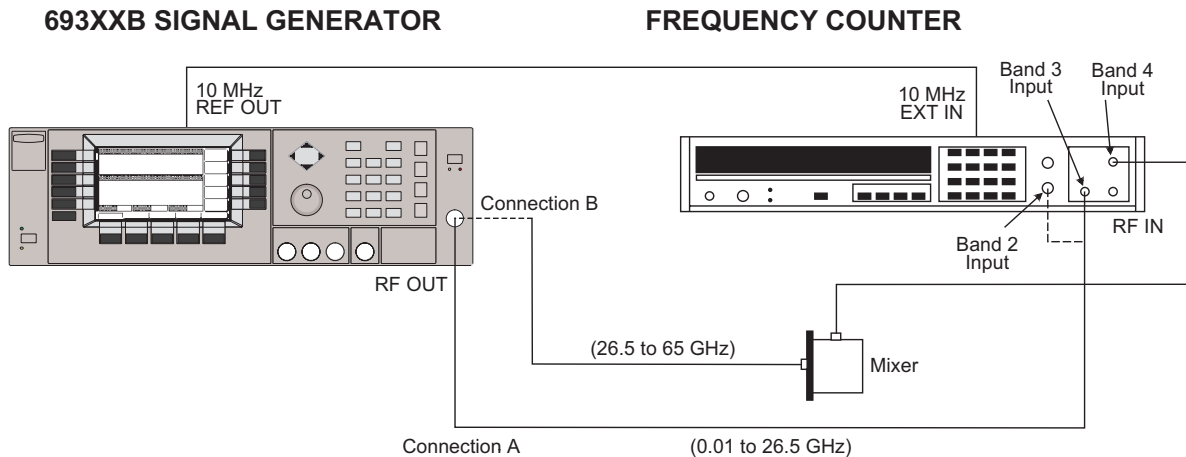 693XXB SIGNAL GENERATOR
FREQUENCY COUNTER
10 MHz
REF OUT
10 MHz
EXT IN
Band 3
Input
Band 4
Input
Connection B
Band 2
Input
RF IN
RF OUT
(26.5 to 65 GHz)
Mixer
Connection A
(0.01 to 26.5 GHz)